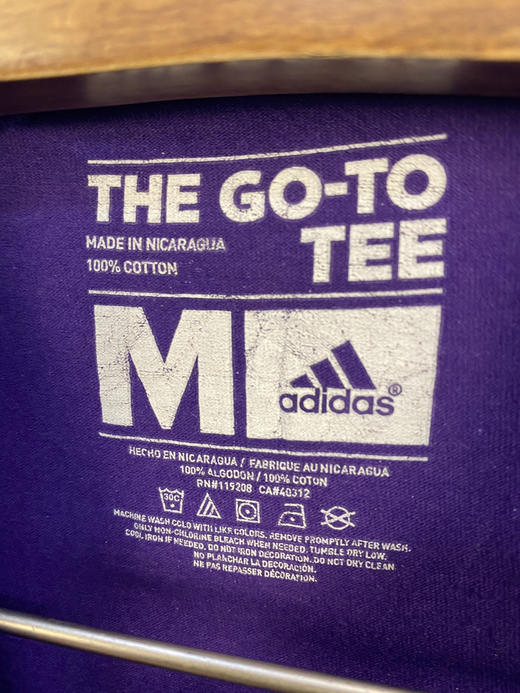 THE GO-TO
TEE
MADE IN NICARAGUA
100% COTTON
M
adidas®
HECHO EN NICARAGUA / FABRIQUE AU NICARAGUA
100% ALGODON / 100% COTON
RN#119208 CA#40312
30C
MACHINE WASH COLD WITH LIKE COLORS. REMOVE PROMPTLY AFTER WASH.
ONLY NON-CHLORINE BLEACH WHEN NEEDED. TUMBLE DRY LOW.
COOL IRON IF NEEDED. DO NOT IRON DECORATION. DO NOT DRY CLEAN.
NO PLANCHAR LA DECORACIÓN.
NE PAS REPASSER DÉCORATION.